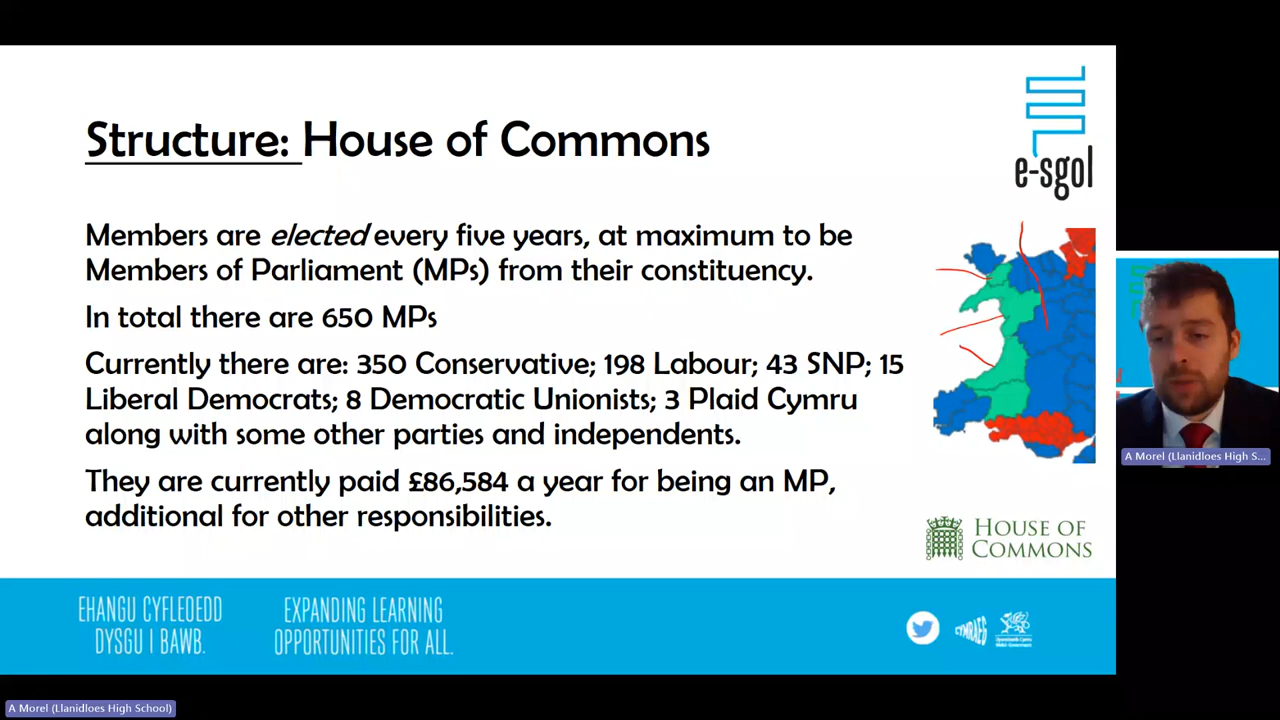 Structure: House of Commons
e-sgol
Members are elected every five years, at maximum to be
Members of Parliament (MPs) from their constituency.
In total there are 650 MPs
Currently there are: 350 Conservative; 198 Labour; 43 SNP; 15
Liberal Democrats; 8 Democratic Unionists; 3 Plaid Cymru
along with some other parties and independents.
They are currently paid £86,584 a year for being an MP,
additional for other responsibilities.
A Morel (Llanidloes High S...
HOUSE OF
COMMONS
EHANGU CYFLEOEDD
DYSGU I BAWB.
EXPANDING LEARNING
OPPORTUNITIES FOR ALL.
CYMRAEG
A Morel (Llanidloes High School)